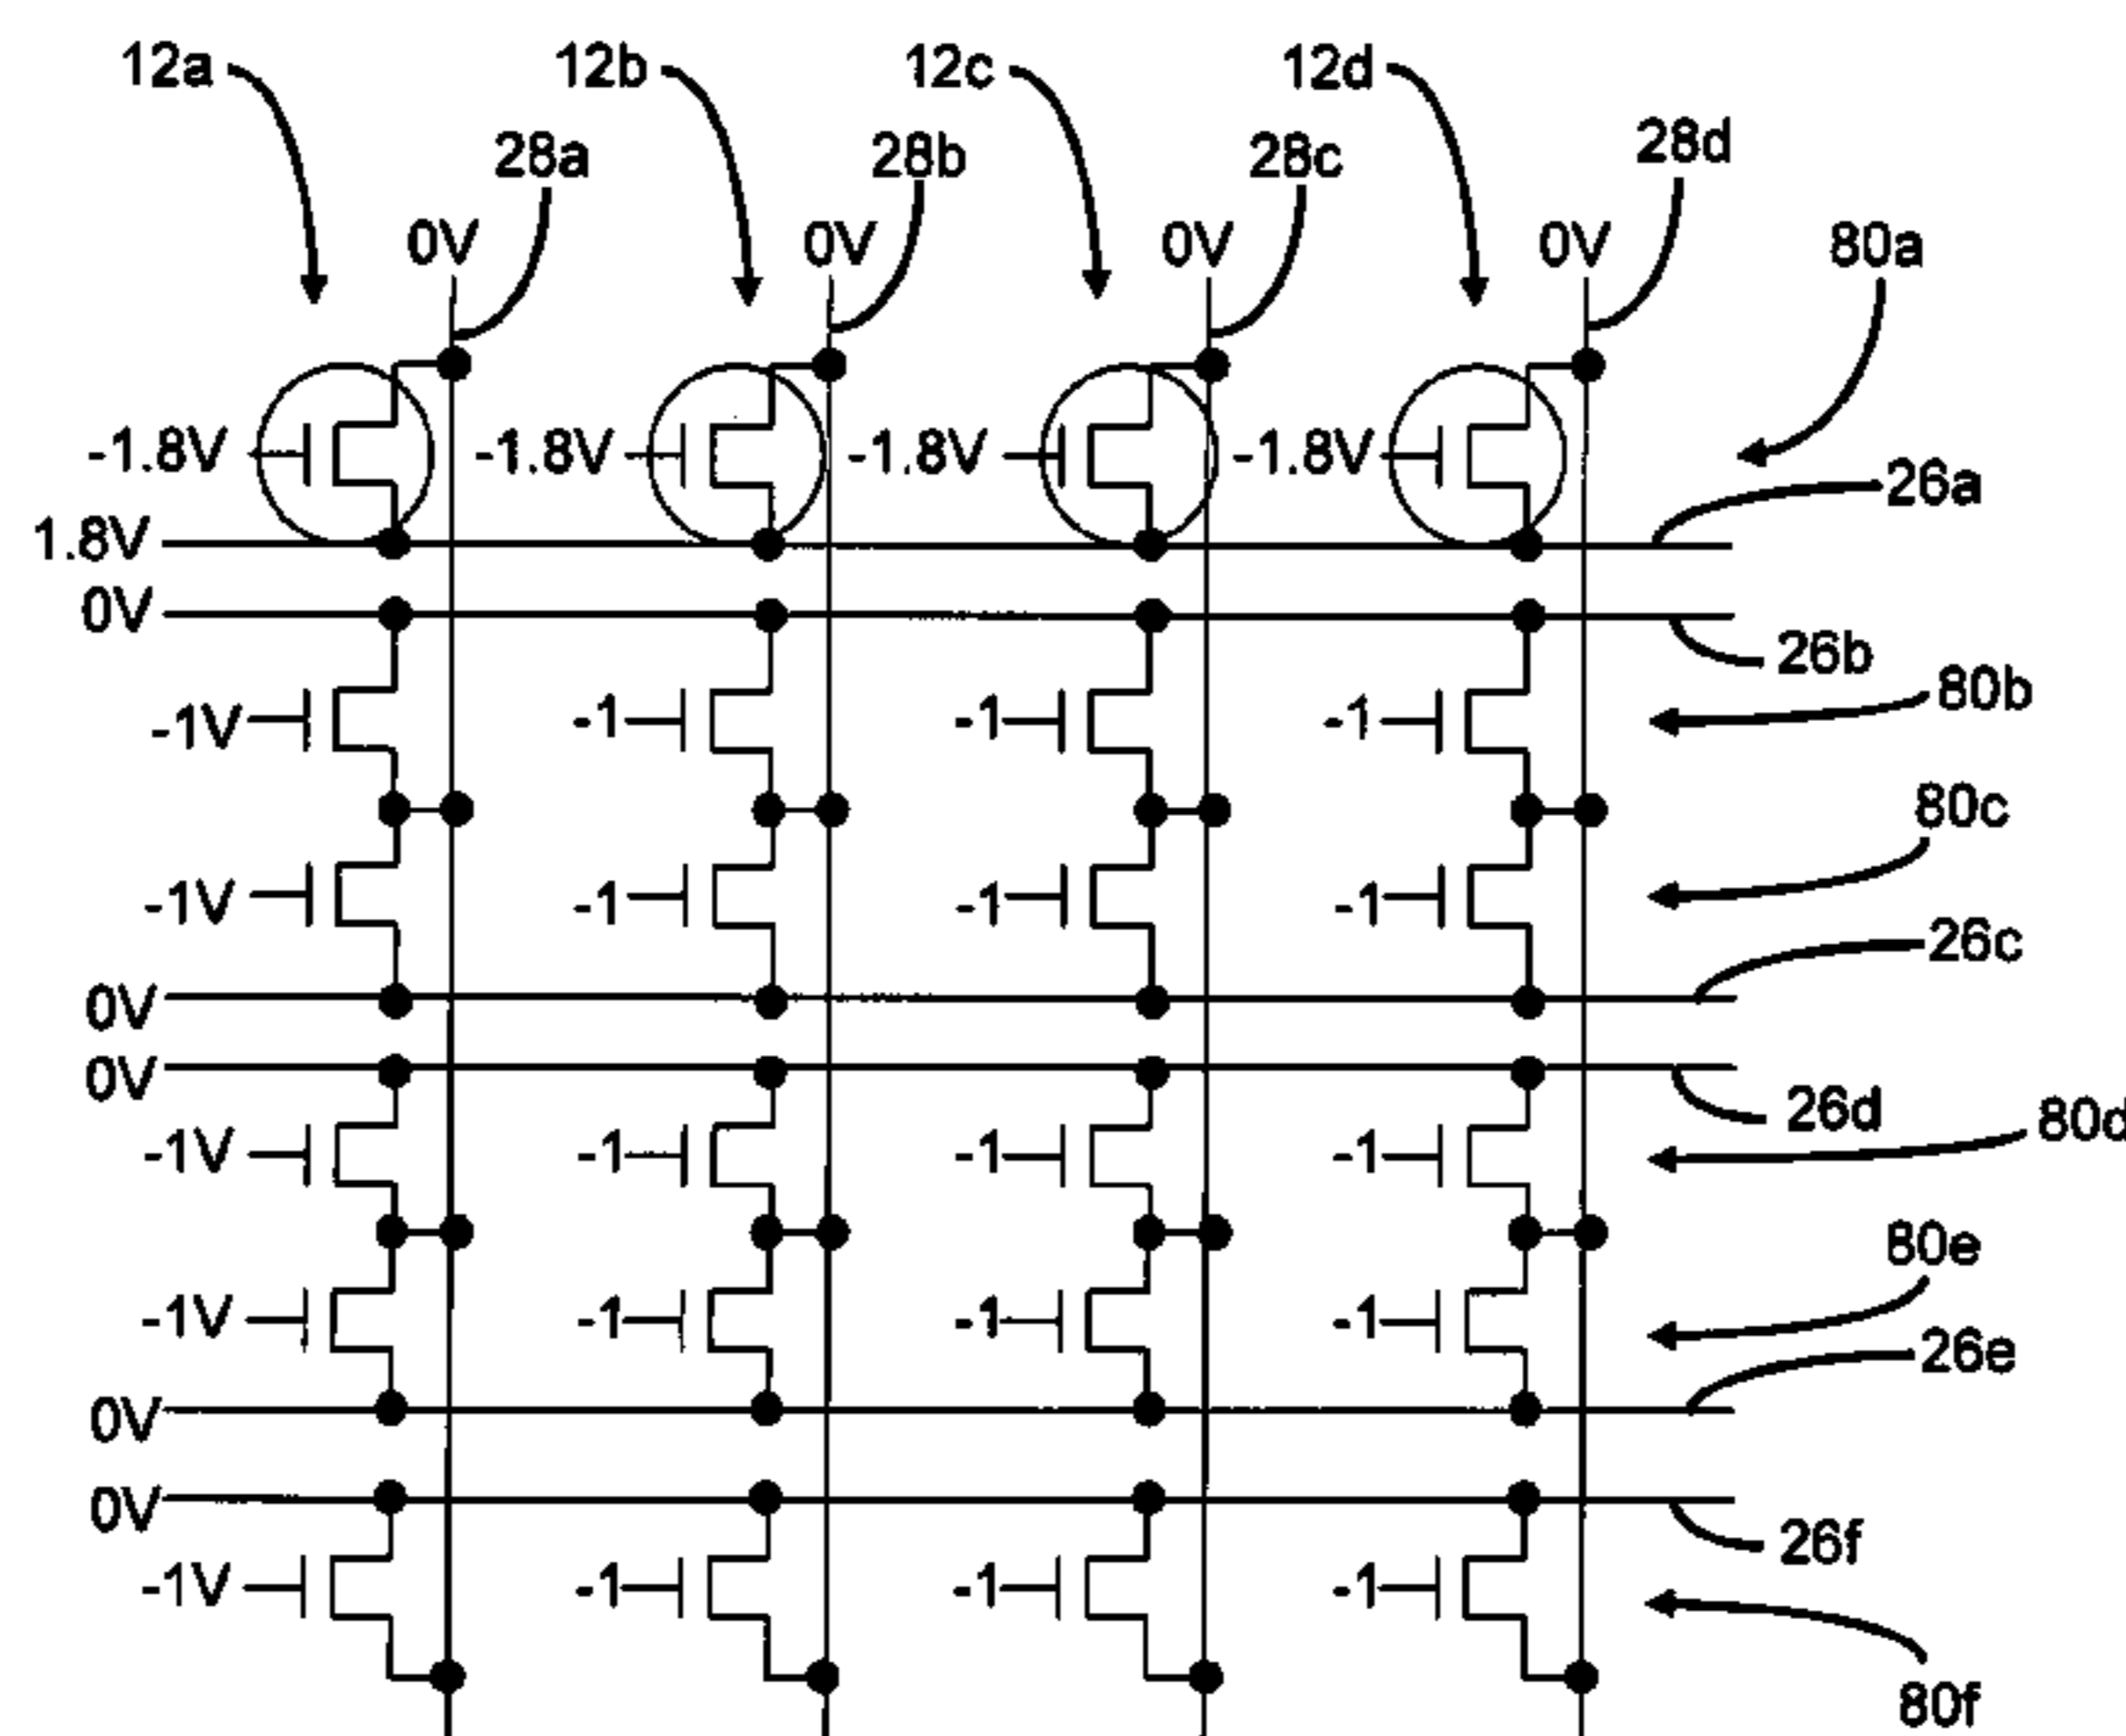 12a 12b 12c 12d
28a 28b 28c 28d
0V 0V 0V 0V 80a
-1.8V -1.8V -1.8V -1.8V
26a
1.8V
0V
26b
80b
-1V -1 -1 -1
80c
-1V -1 -1 -1
26c
0V
0V
26d
80d
-1V -1 -1 -1
80e
-1V -1 -1 -1
26e
0V
0V
26f
-1V -1 -1 -1
80f